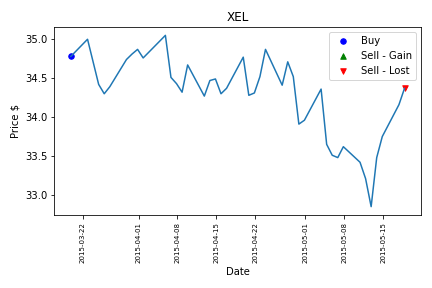 XEL
Buy
Sell - Gain
Sell - Lost
Price $
35.0
34.5
34.0
33.5
33.0
2015-03-22
2015-04-01
2015-04-08
2015-04-15
2015-04-22
2015-05-01
2015-05-08
2015-05-15
Date